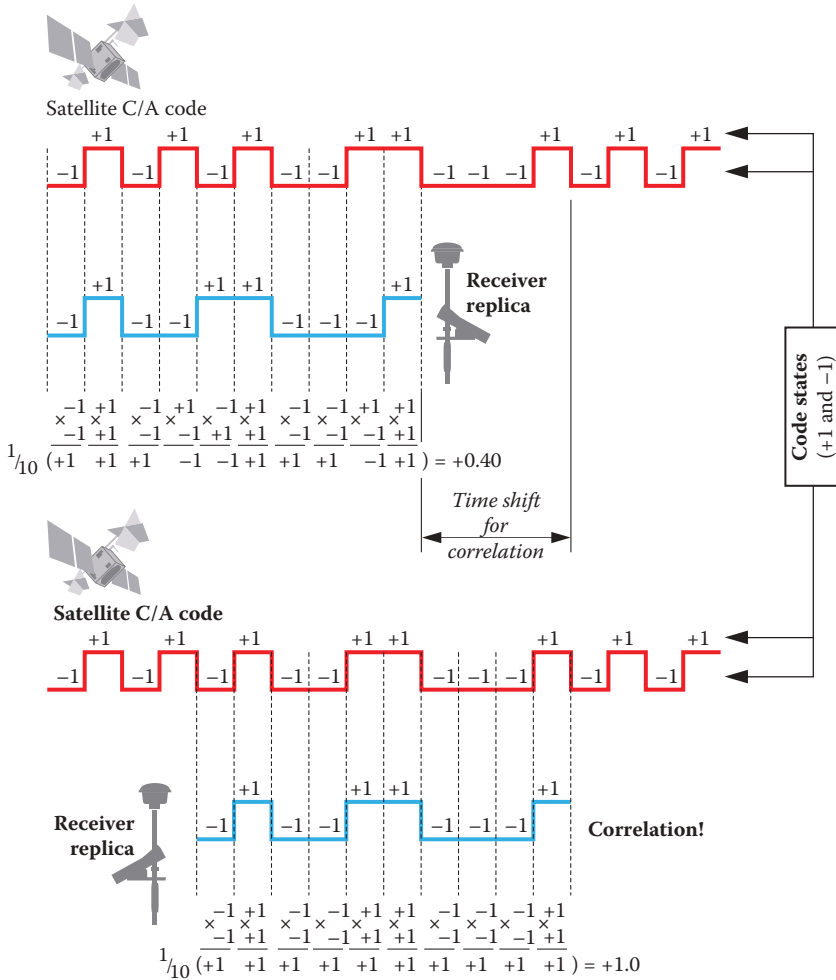 Satellite C/A code
+1 +1 +1 +1 +1 +1 +1 +1
−1 −1 −1 −1 −1 −1 −1 −1 −1 −1
+1 +1 +1 +1
−1 −1 −1 −1 −1 −1
Receiver
replica
Code states
(+1 and −1)
−1 +1 −1 +1 −1 +1 −1 −1 +1 +1
× × × × × × × × × ×
−1 +1 −1 −1 +1 +1 −1 −1 −1 +1
1/10 (+1 +1 +1 −1 −1 +1 +1 +1 −1 +1 ) = +0.40
Time shift
for
correlation
Satellite C/A code
+1 +1 +1 +1 +1 +1 +1 +1
−1 −1 −1 −1 −1 −1 −1 −1 −1 −1
+1 +1 +1 +1
−1 −1 −1 −1 −1 −1
Receiver
replica
Correlation!
−1 +1 −1 −1 +1 +1 −1 −1 −1 +1
× × × × × × × × × ×
−1 +1 −1 −1 +1 +1 −1 −1 −1 +1
1/10 (+1 +1 +1 +1 +1 +1 +1 +1 +1 +1 ) = +1.0